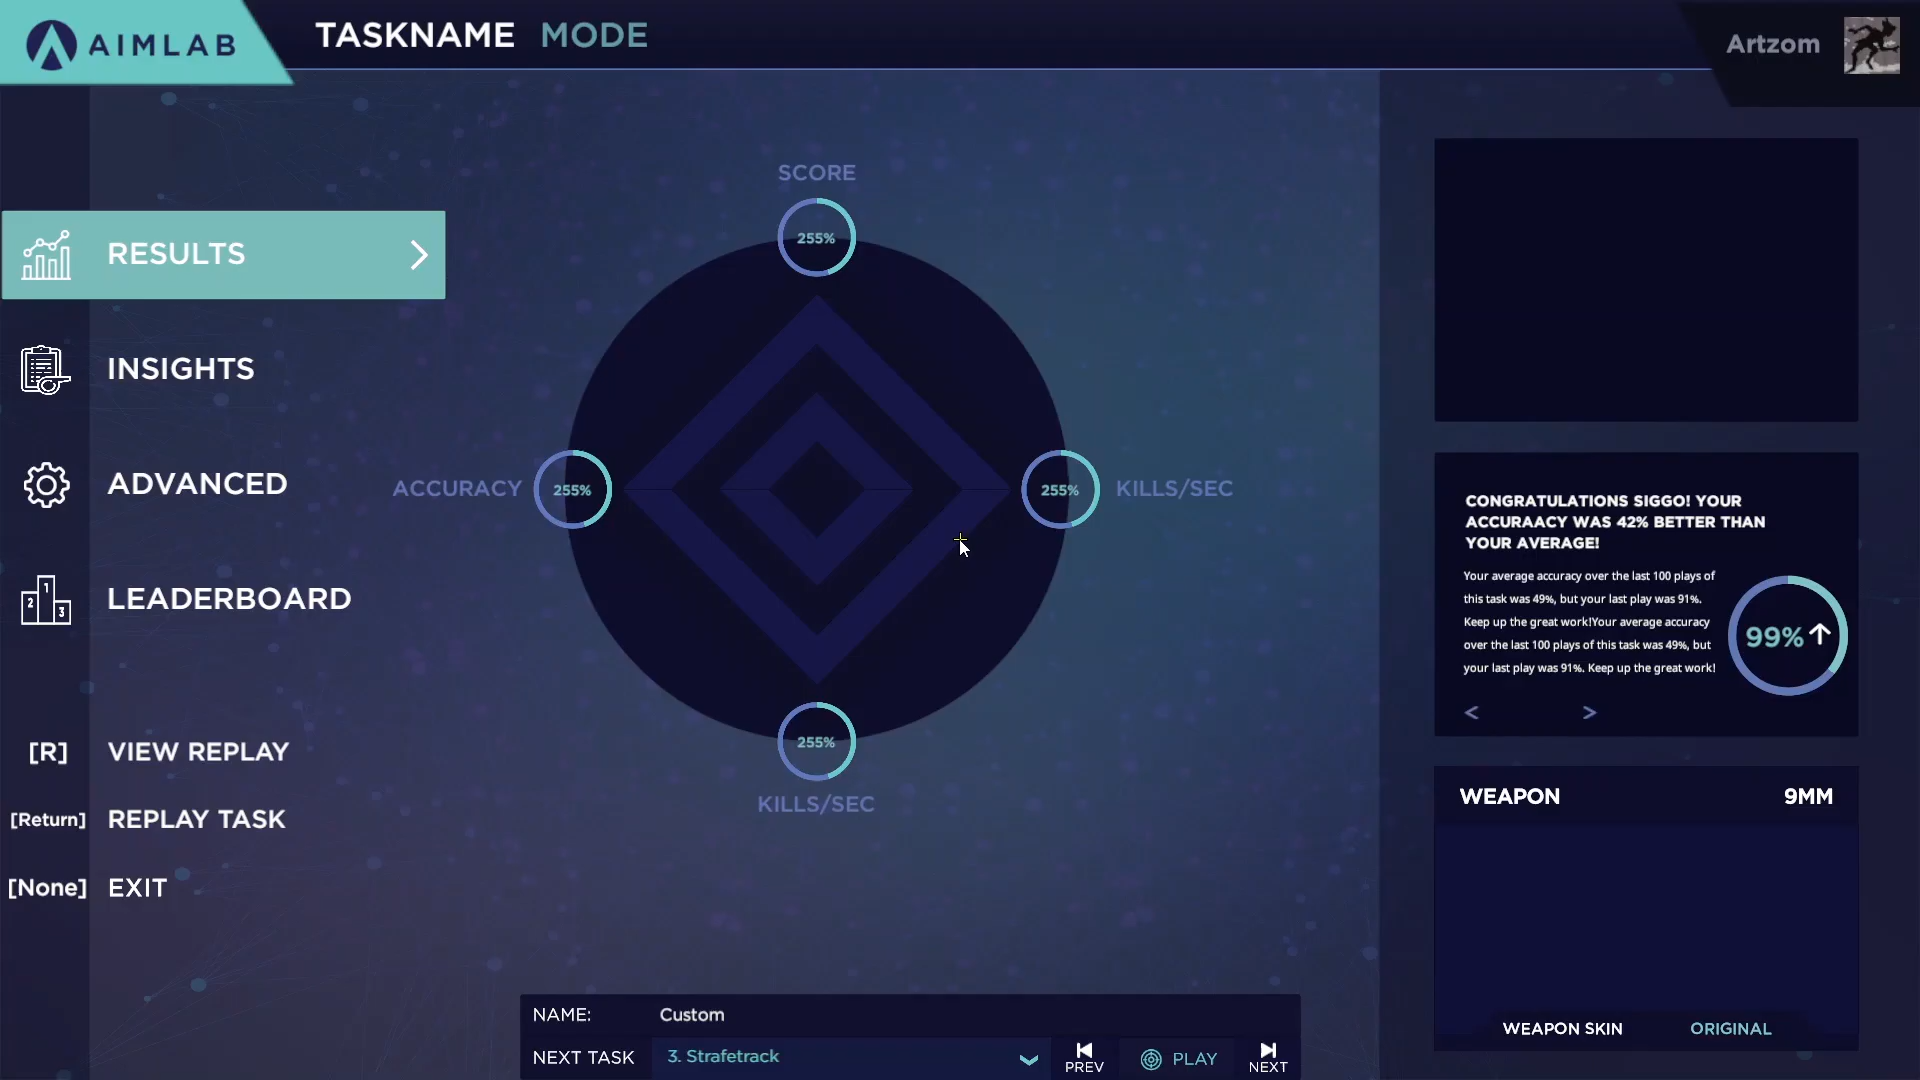 AIMLAB
TASKNAME MODE
Artzom
RESULTS
INSIGHTS
ADVANCED
LEADERBOARD
[R] VIEW REPLAY
[Return] REPLAY TASK
[None] EXIT
SCORE
255%
ACCURACY 255%
255% KILLS/SEC
255%
KILLS/SEC
CONGRATULATIONS SIGGO! YOUR
ACCURAACY WAS 42% BETTER THAN
YOUR AVERAGE!
Your average accuracy over the last 100 plays of
this task was 49%, but your last play was 91%.
Keep up the great work!Your average accuracy
over the last 100 plays of this task was 49%, but
your last play was 91%. Keep up the great work!
99%
< >
WEAPON 9MM
WEAPON SKIN ORIGINAL
NAME: Custom
NEXT TASK 3. Strafetrack
PREV PLAY NEXT
1
2
3